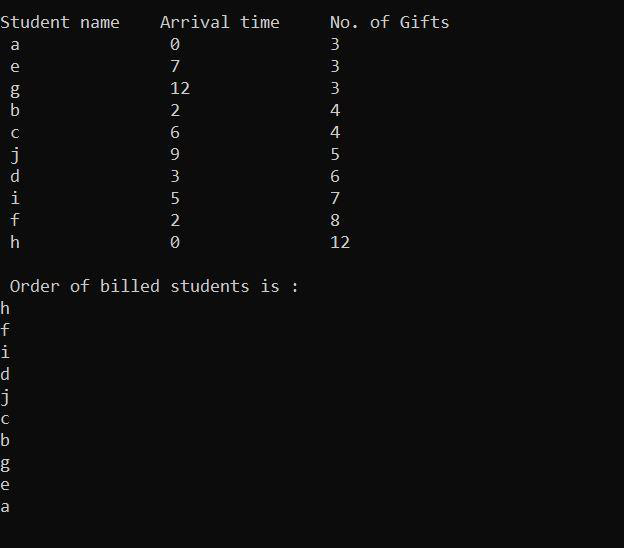 Student name    Arrival time     No. of Gifts
 a               0               3
 e               7               3
 g               12              3
 b               2               4
 c               6               4
 j               9               5
 d               3               6
 i               5               7
 f               2               8
 h               0               12
 Order of billed students is :
h
f
i
d
j
c
b
g
e
a